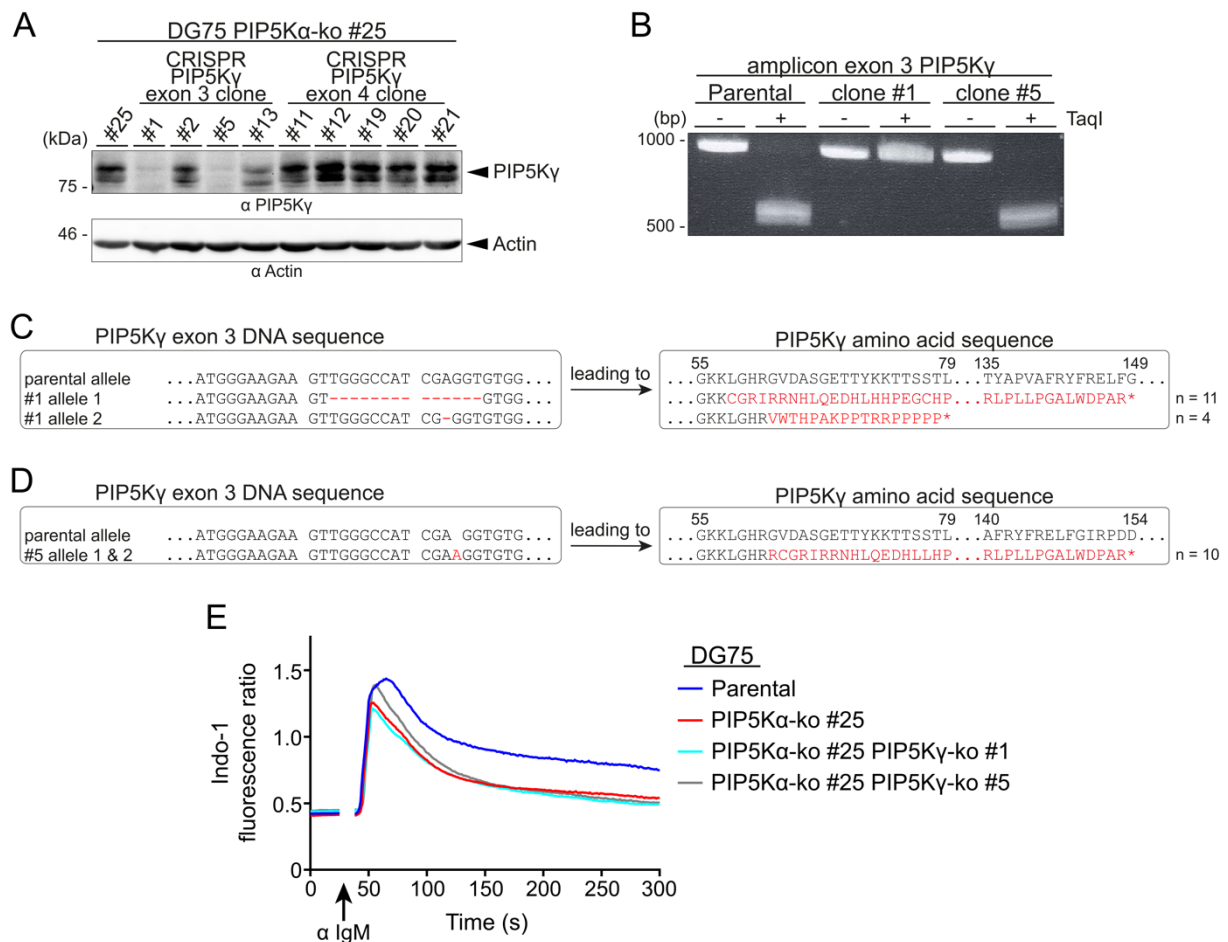 A
DG75 PIP5Kα-ko #25
CRISPR PIP5Kγ exon 3 clone
CRISPR PIP5Kγ exon 4 clone
(kDa) #25 #1 #2 #5 #13 #11 #12 #19 #20 #21
75 -
PIP5Kγ
α PIP5Kγ
46 -
Actin
α Actin
B
amplicon exon 3 PIP5Kγ
Parental clone #1 clone #5
(bp) - + - + - + TaqI
1000 -
500 -
C
PIP5Kγ exon 3 DNA sequence
parental allele ...ATGGGAAGAA GTTGGGCCAT CGAGGTGTGG...
#1 allele 1 ...ATGGGAAGAA GT-------- ------GTGG...
#1 allele 2 ...ATGGGAAGAA GTTGGGCCAT CG-GGTGTGG...
leading to
PIP5Kγ amino acid sequence
55 79 135 149
...GKKLGHRGVDASGETTYKKTTSSTL...TYAPVAFRYFRELFG...
...GKKCGRIRRNHLQEDHLHHPEGCHP...RLPLLPGALWDPAR* n = 11
...GKKLGHRVWTHPAKPPTRRPPPPP* n = 4
D
PIP5Kγ exon 3 DNA sequence
parental allele ...ATGGGAAGAA GTTGGGCCAT CGA GGTGTG...
#5 allele 1 & 2 ...ATGGGAAGAA GTTGGGCCAT CGAAGGTGTG...
leading to
PIP5Kγ amino acid sequence
55 79 140 154
...GKKLGHRGVDASGETTYKKTTSSTL...AFRYFRELFGIRPDD...
...GKKLGHRRCGRIRRNHLQEDHLLHP...RLPLLPGALWDPAR* n = 10
E
Indo-1 fluorescence ratio
1.5
1.0
0.5
0
0 50 100 150 200 250 300
α IgM
Time (s)
DG75
Parental
PIP5Kα-ko #25
PIP5Kα-ko #25 PIP5Kγ-ko #1
PIP5Kα-ko #25 PIP5Kγ-ko #5